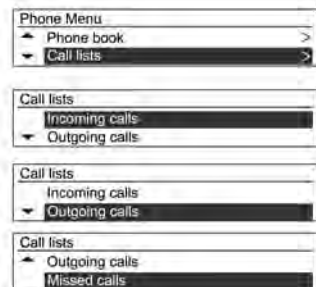 Phone Menu
Phone book >
Call lists >
Call lists
Incoming calls
Outgoing calls
Call lists
Incoming calls
Outgoing calls
Call lists
Outgoing calls
Missed calls